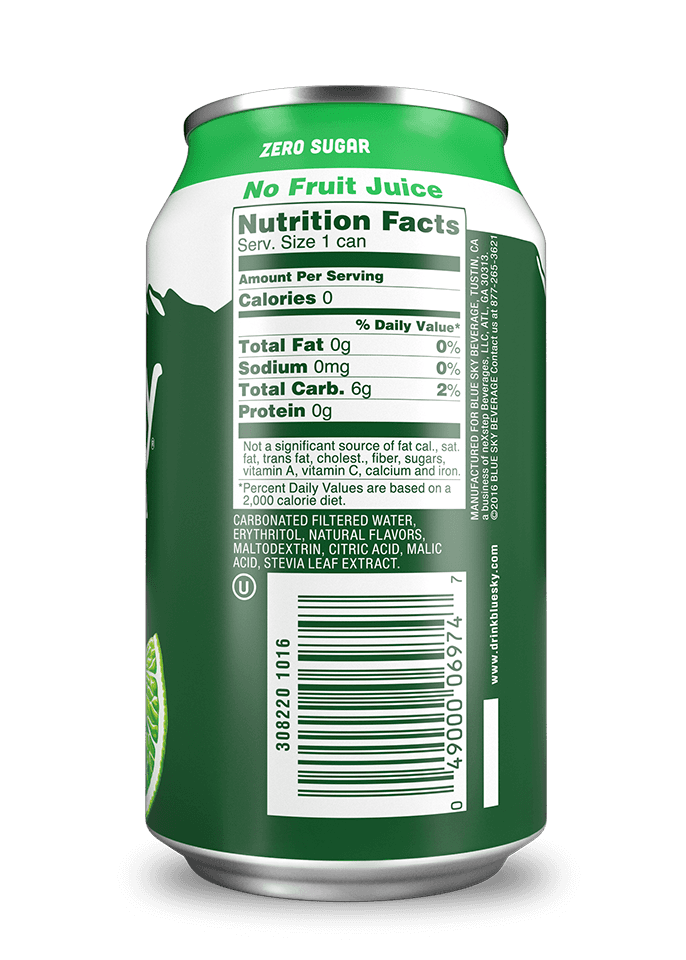 ZERO SUGAR
No Fruit Juice
Nutrition Facts
Serv. Size 1 can
Amount Per Serving
Calories 0
% Daily Value*
Total Fat 0g 0%
Sodium 0mg 0%
Total Carb. 6g 2%
Protein 0g
Not a significant source of fat cal., sat.
fat, trans fat, cholest., fiber, sugars,
vitamin A, vitamin C, calcium and iron.
*Percent Daily Values are based on a
2,000 calorie diet.
CARBONATED FILTERED WATER,
ERYTHRITOL, NATURAL FLAVORS,
MALTODEXTRIN, CITRIC ACID, MALIC
ACID, STEVIA LEAF EXTRACT.
U
308220 1016
0 49000 06974 7
MANUFACTURED FOR BLUE SKY BEVERAGE, TUSTIN, CA
a business of neXstep Beverages, LLC, ATL, GA 30313.
©2016 BLUE SKY BEVERAGE Contact us at 877-265-3621
www.drinkbluesky.com
y
®